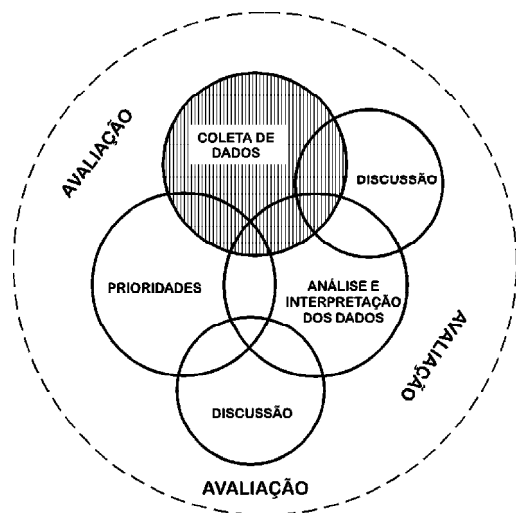 AVALIAÇÃO
COLETA DE
DADOS
DISCUSSÃO
PRIORIDADES
ANÁLISE E
INTERPRETAÇÃO
DOS DADOS
AVALIAÇÃO
DISCUSSÃO
AVALIAÇÃO